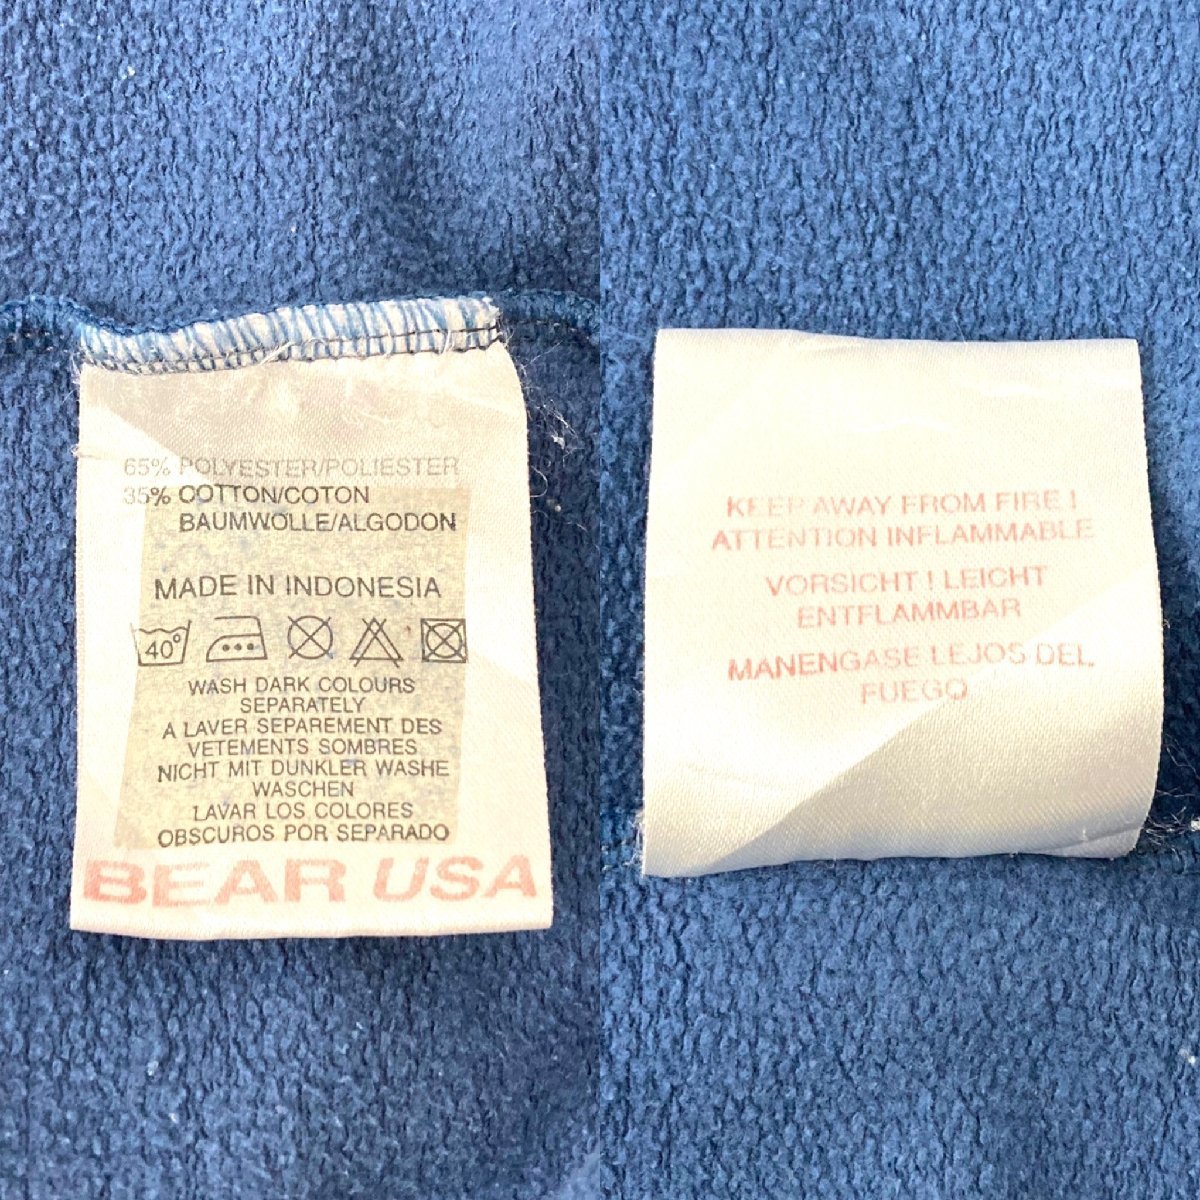 65% POLYESTER/POLIESTER
35% COTTON/COTON
BAUMWOLLE/ALGODON
MADE IN INDONESIA
40°
WASH DARK COLOURS
SEPARATELY
A LAVER SEPAREMENT DES
VETEMENTS SOMBRES
NICHT MIT DUNKLER WASHE
WASCHEN
LAVAR LOS COLORES
OBSCUROS POR SEPARADO
BEAR USA
KEEP AWAY FROM FIRE !
ATTENTION INFLAMMABLE
VORSICHT ! LEICHT
ENTFLAMMBAR
MANENGASE LEJOS DEL
FUEGO